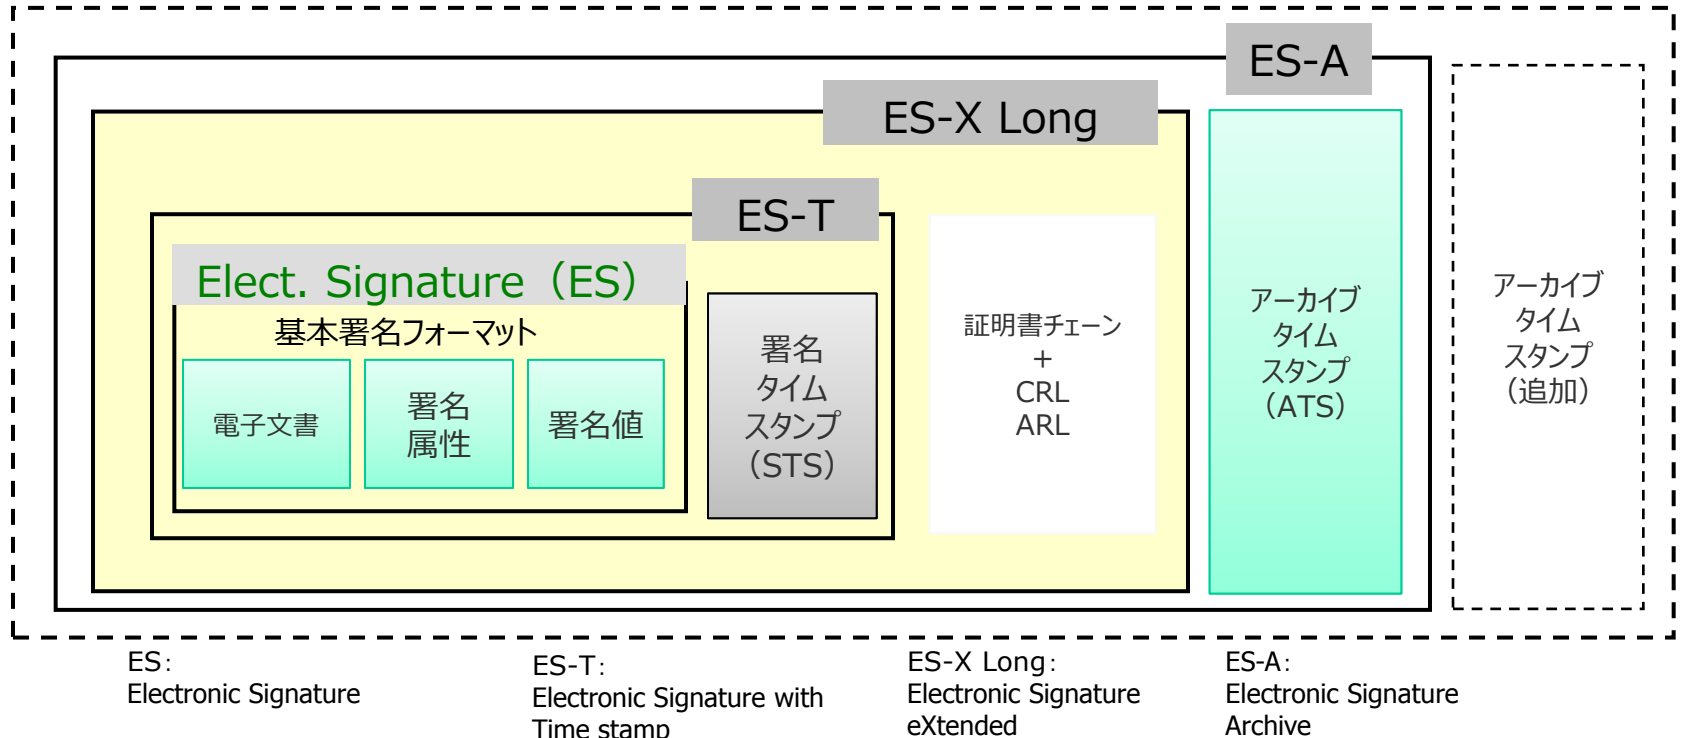 ES-A
ES-X Long
ES-T
Elect. Signature（ES）
基本署名フォーマット
電子文書
署名
属性
署名値
署名
タイム
スタンプ
（STS）
証明書チェーン
+
CRL
ARL
アーカイブ
タイム
スタンプ
（ATS）
アーカイブ
タイム
スタンプ
（追加）
ES：
Electronic Signature
ES-T：
Electronic Signature with
Time stamp
ES-X Long：
Electronic Signature
eXtended
ES-A：
Electronic Signature
Archive